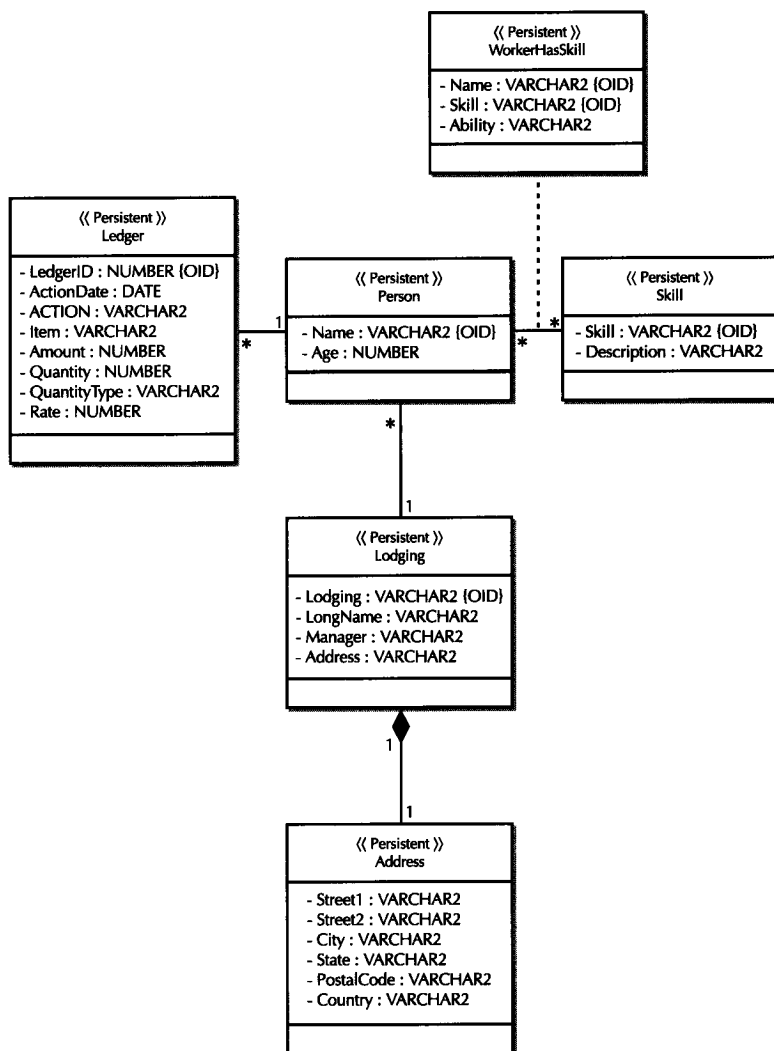 ⟨⟨ Persistent ⟩⟩
WorkerHasSkill
- Name : VARCHAR2 {OID}
- Skill : VARCHAR2 {OID}
- Ability : VARCHAR2
⟨⟨ Persistent ⟩⟩
Ledger
- LedgerID : NUMBER {OID}
- ActionDate : DATE
- ACTION : VARCHAR2
- Item : VARCHAR2
- Amount : NUMBER
- Quantity : NUMBER
- QuantityType : VARCHAR2
- Rate : NUMBER
*
1
⟨⟨ Persistent ⟩⟩
Person
- Name : VARCHAR2 {OID}
- Age : NUMBER
*
*
⟨⟨ Persistent ⟩⟩
Skill
- Skill : VARCHAR2 {OID}
- Description : VARCHAR2
*
1
⟨⟨ Persistent ⟩⟩
Lodging
- Lodging : VARCHAR2 {OID}
- LongName : VARCHAR2
- Manager : VARCHAR2
- Address : VARCHAR2
1
1
⟨⟨ Persistent ⟩⟩
Address
- Street1 : VARCHAR2
- Street2 : VARCHAR2
- City : VARCHAR2
- State : VARCHAR2
- PostalCode : VARCHAR2
- Country : VARCHAR2